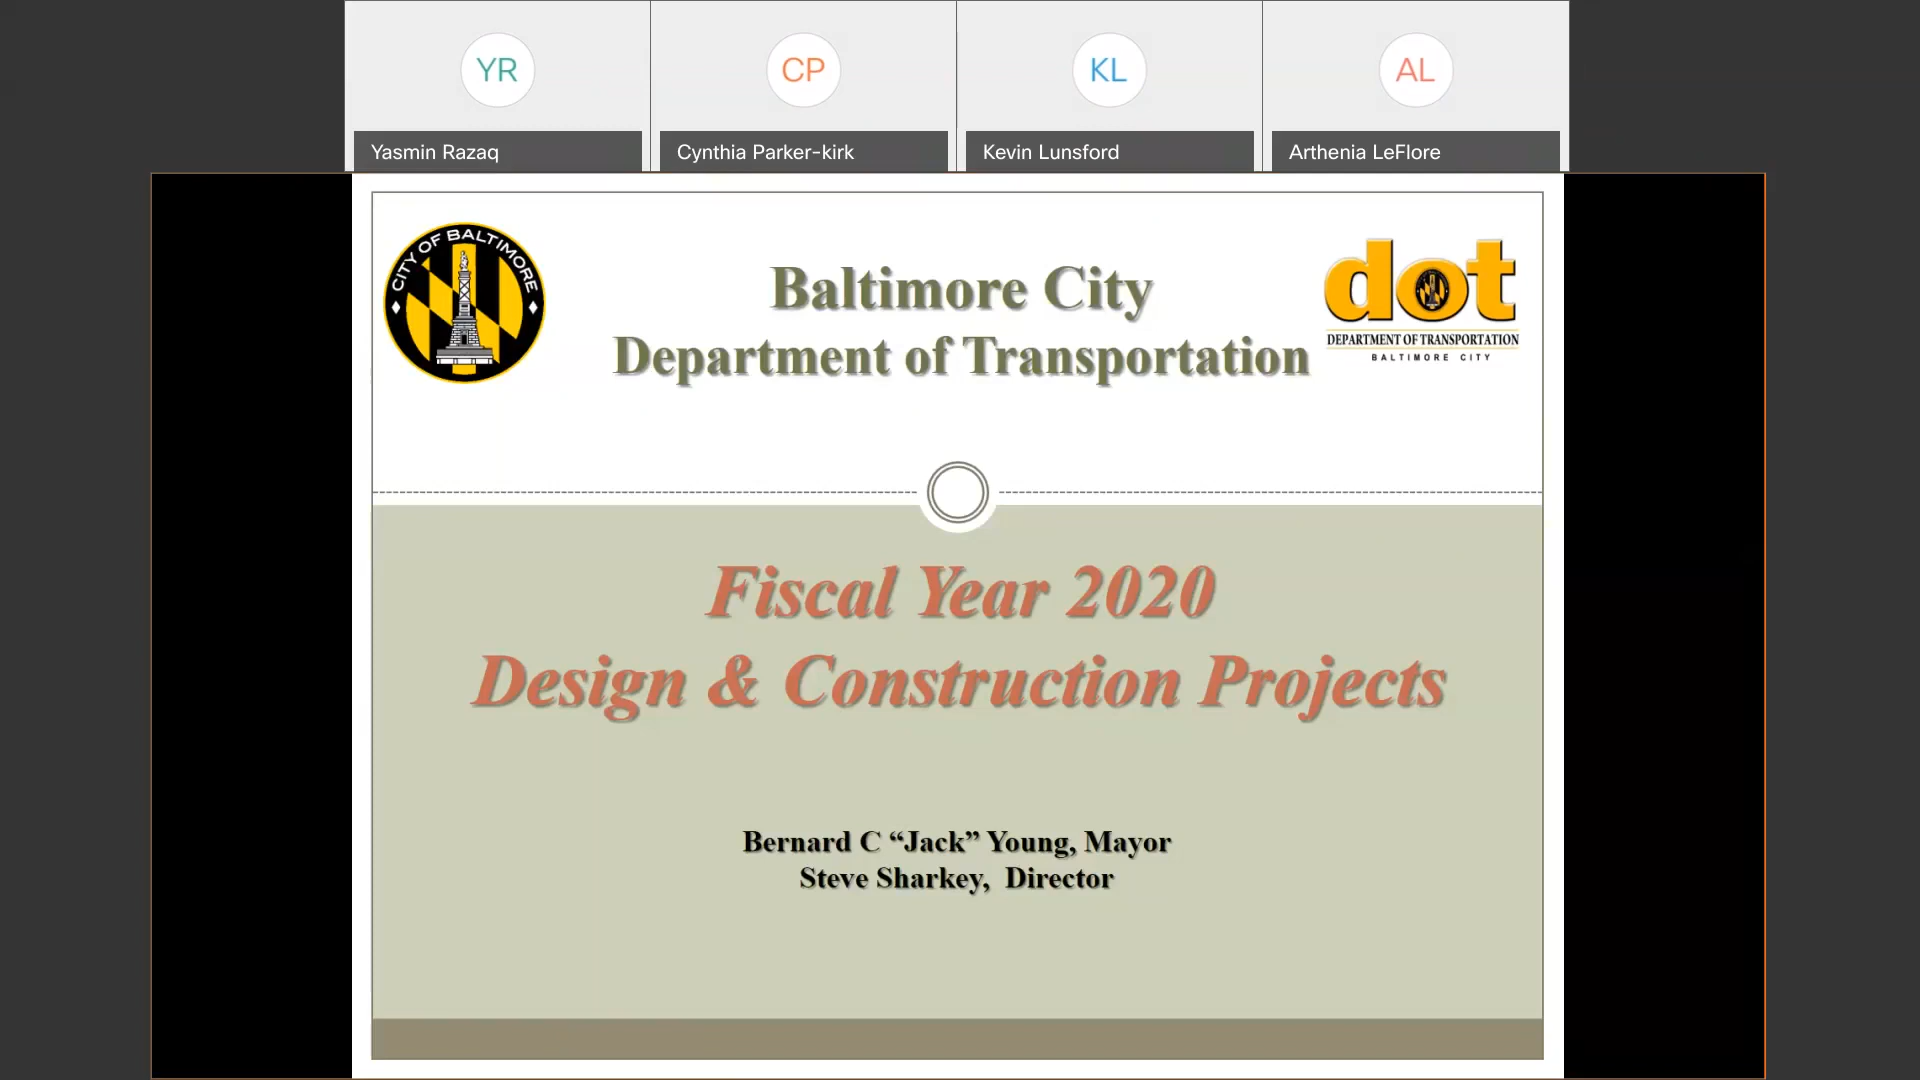 YR
CP
KL
AL
Yasmin Razaq
Cynthia Parker-kirk
Kevin Lunsford
Arthenia LeFlore
CITY OF BALTIMORE
Baltimore City
Department of Transportation
dot
DEPARTMENT OF TRANSPORTATION
BALTIMORE CITY
Fiscal Year 2020
Design & Construction Projects
Bernard C “Jack” Young, Mayor
Steve Sharkey, Director